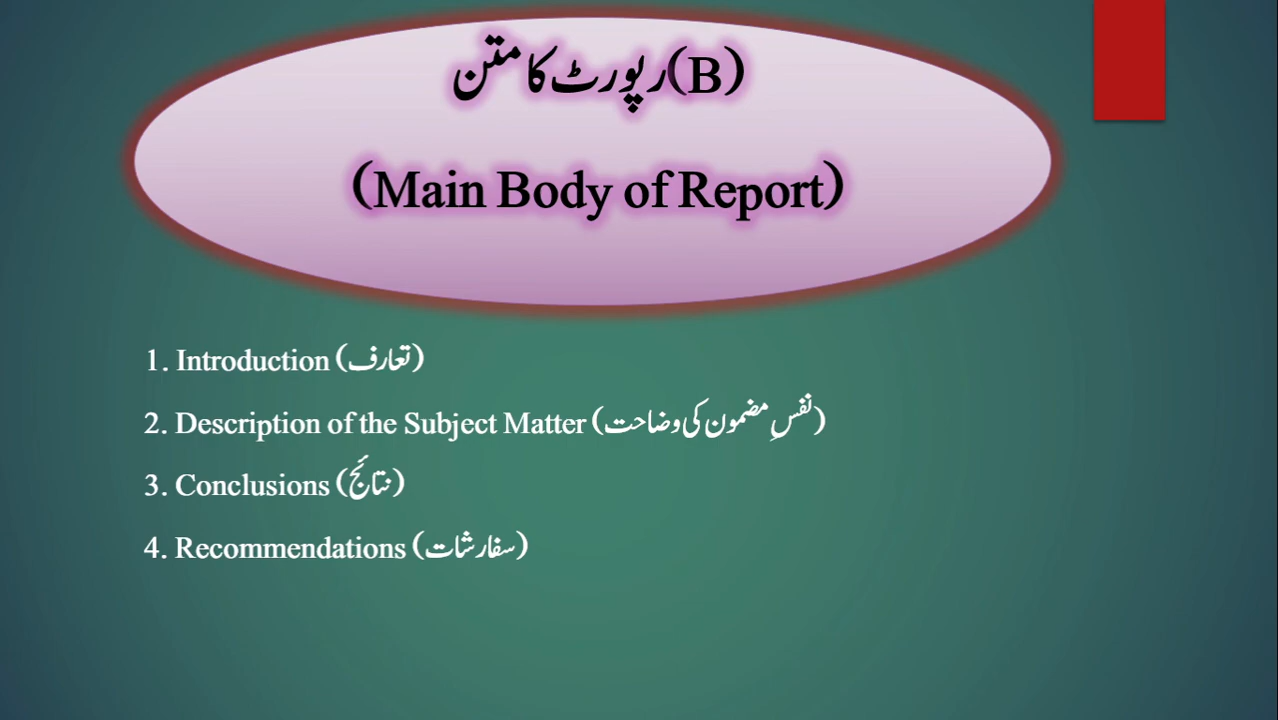 (B)رپورٹ کا متن
(Main Body of Report)
1. Introduction (تعارف)
2. Description of the Subject Matter (نفسِ مضمون کی وضاحت)
3. Conclusions (نتائج)
4. Recommendations (سفارشات)